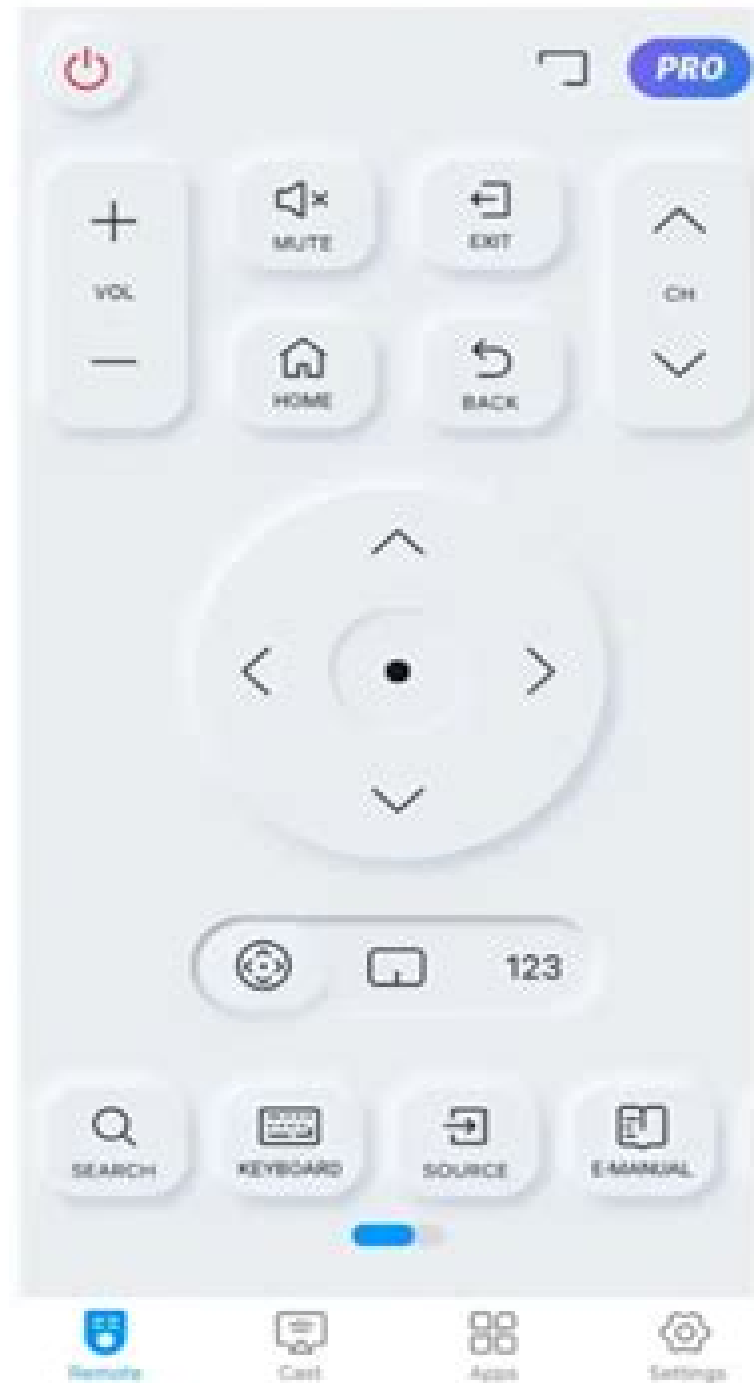 PRO
MUTE
EXIT
VOL
CH
HOME
BACK
123
SEARCH
KEYBOARD
SOURCE
E-MANUAL
Remote
Cast
Apps
Settings